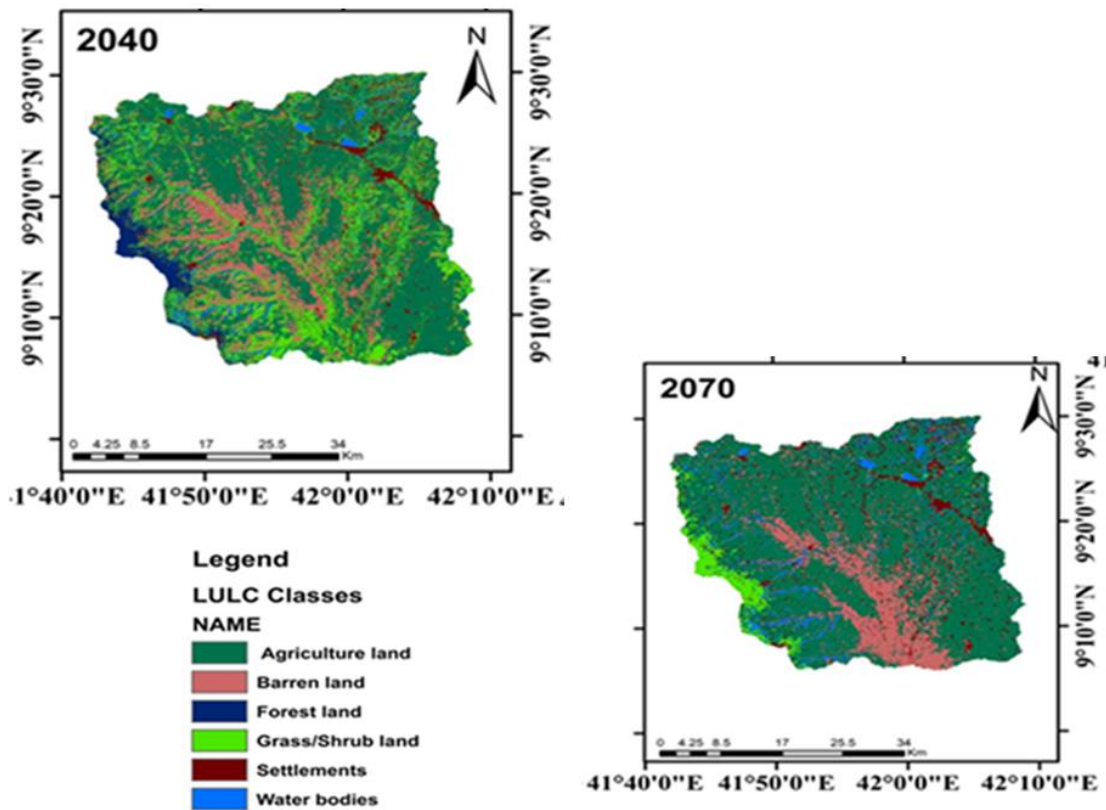 2040
N
9°30'0"N
9°20'0"N
9°10'0"N
9°30'0"N
9°20'0"N
9°10'0"N
0 4.25 8.5 17 25.5 34
Km
1°40'0"E 41°50'0"E 42°0'0"E 42°10'0"E
Legend
LULC Classes
NAME
Agriculture land
Barren land
Forest land
Grass/Shrub land
Settlements
Water bodies
41
2070
N
9°30'0"N
9°20'0"N
9°10'0"N
0 4.25 8.5 17 25.5 34
Km
41°40'0"E 41°50'0"E 42°0'0"E 42°10'0"E